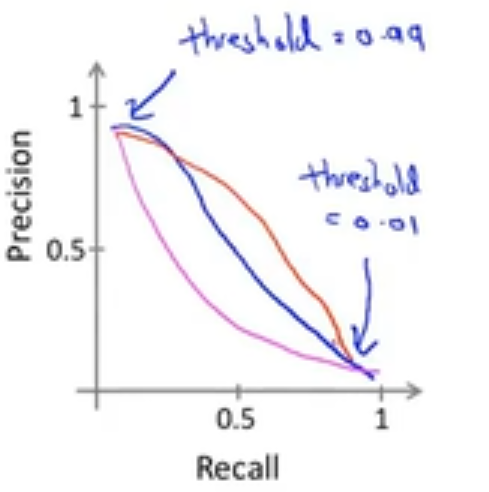 threshold = 0.99
1
Precision
threshold
= 0.01
0.5
0.5
1
Recall